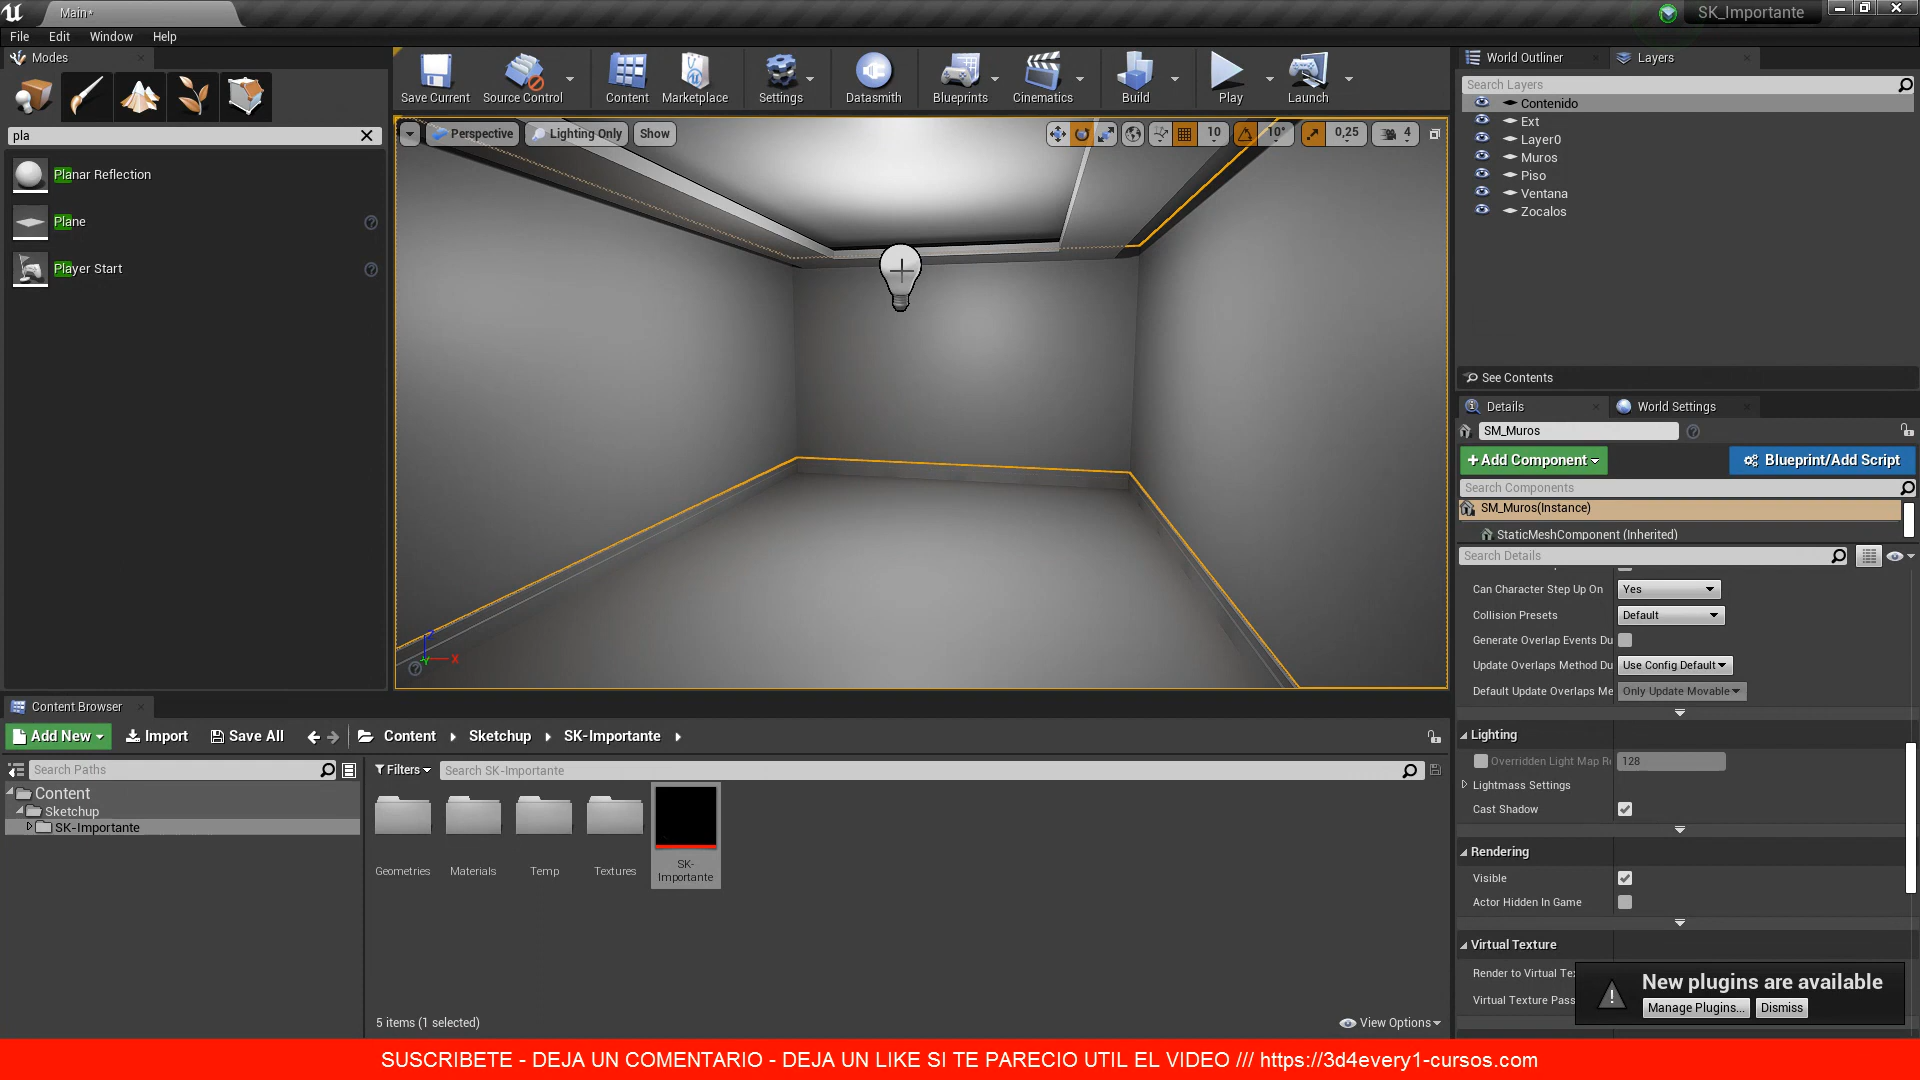 Main*
SK_Importante
File Edit Window Help
Modes
pla
Planar Reflection
Plane
Player Start
Save Current
Source Control
Content
Marketplace
Settings
Datasmith
Blueprints
Cinematics
Build
Play
Launch
Perspective
Lighting Only
Show
10
10°
0,25
4
X
World Outliner
Layers
Search Layers
Contenido
Ext
Layer0
Muros
Piso
Ventana
Zocalos
See Contents
Details
World Settings
SM_Muros
+Add Component
Blueprint/Add Script
Search Components
SM_Muros(Instance)
StaticMeshComponent (Inherited)
Search Details
Can Character Step Up On Yes
Collision Presets Default
Generate Overlap Events Du
Update Overlaps Method Du Use Config Default
Default Update Overlaps Me Only Update Movable
Lighting
Overridden Light Map R 128
Lightmass Settings
Cast Shadow
Rendering
Visible
Actor Hidden In Game
Virtual Texture
Render to Virtual Te
Virtual Texture Pass
New plugins are available
Manage Plugins... Dismiss
Content Browser
Add New
Import
Save All
Content
Sketchup
SK-Importante
Search Paths
Filters
Search SK-Importante
Content
Sketchup
SK-Importante
Geometries
Materials
Temp
Textures
SK-
Importante
5 items (1 selected)
View Options
SUSCRIBETE - DEJA UN COMENTARIO - DEJA UN LIKE SI TE PARECIO UTIL EL VIDEO /// https://3d4every1-cursos.com